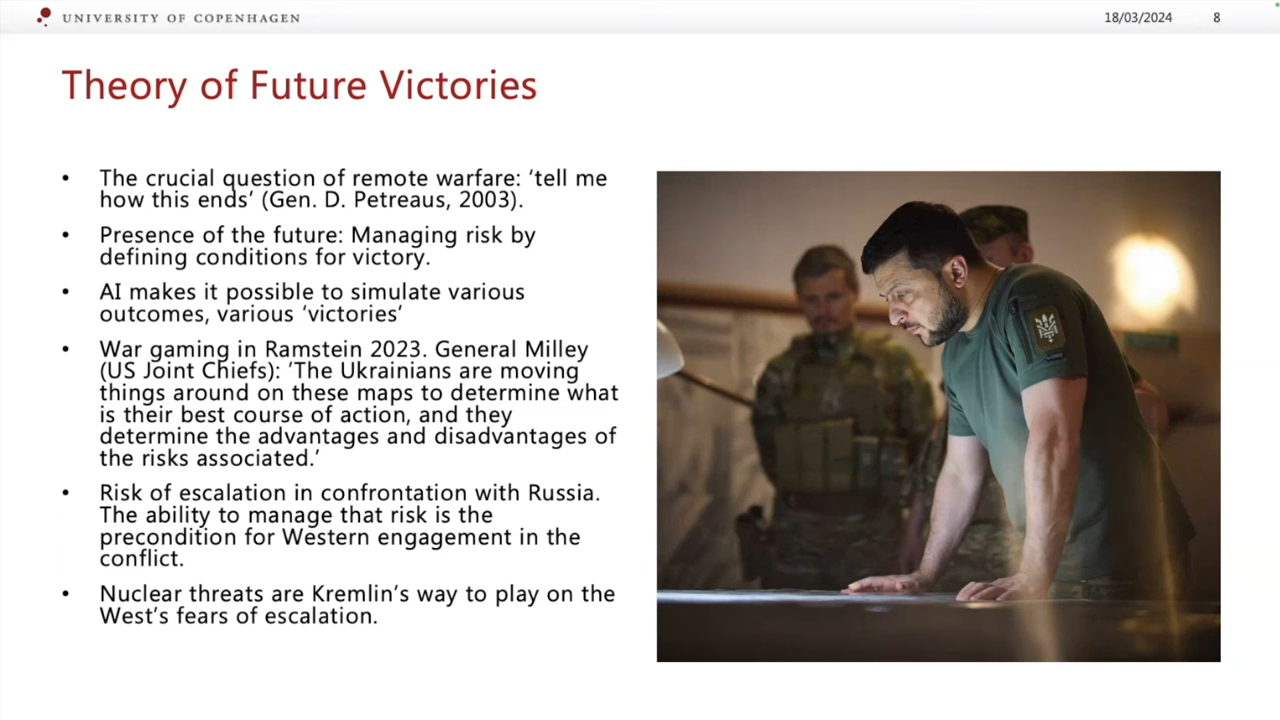 UNIVERSITY OF COPENHAGEN
18/03/2024 8
Theory of Future Victories
• The crucial question of remote warfare: ‘tell me
how this ends’ (Gen. D. Petreaus, 2003).
• Presence of the future: Managing risk by
defining conditions for victory.
• AI makes it possible to simulate various
outcomes, various ‘victories’
• War gaming in Ramstein 2023. General Milley
(US Joint Chiefs): ‘The Ukrainians are moving
things around on these maps to determine what
is their best course of action, and they
determine the advantages and disadvantages of
the risks associated.’
• Risk of escalation in confrontation with Russia.
The ability to manage that risk is the
precondition for Western engagement in the
conflict.
• Nuclear threats are Kremlin’s way to play on the
West’s fears of escalation.